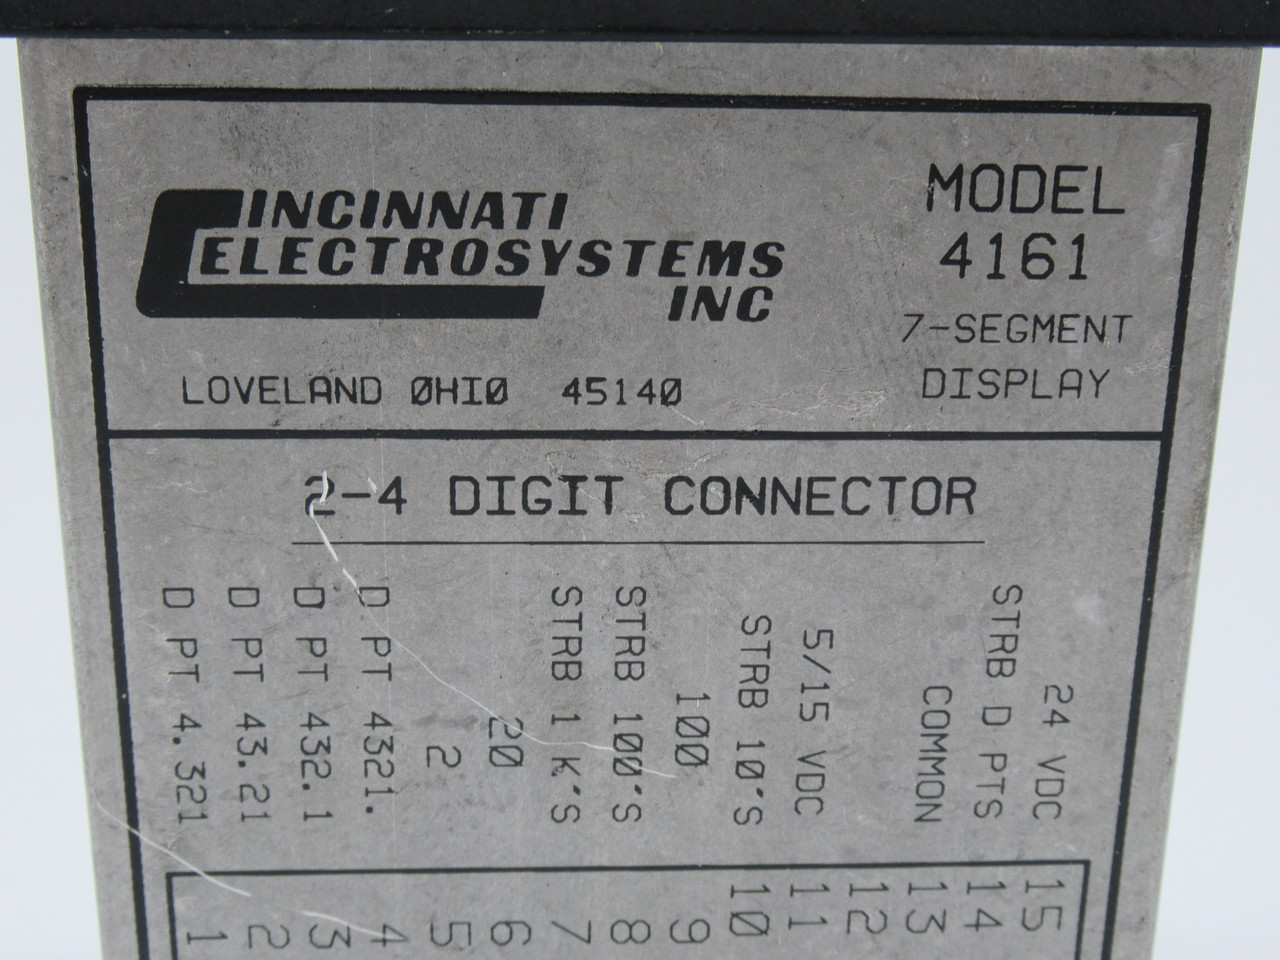 CINCINNATI
ELECTROSYSTEMS
INC
LOVELAND OHIO 45140
MODEL
4161
7-SEGMENT
DISPLAY
2-4 DIGIT CONNECTOR
24 VDC 15
STRB D PTS 14
COMMON 13
12
5/15 VDC 11
STRB 10'S 10
100 9
STRB 100'S 8
STRB 1 K'S 7
20 6
2 5
D PT 4321. 4
D PT 432.1 3
D PT 43.21 2
D PT 4.321 1